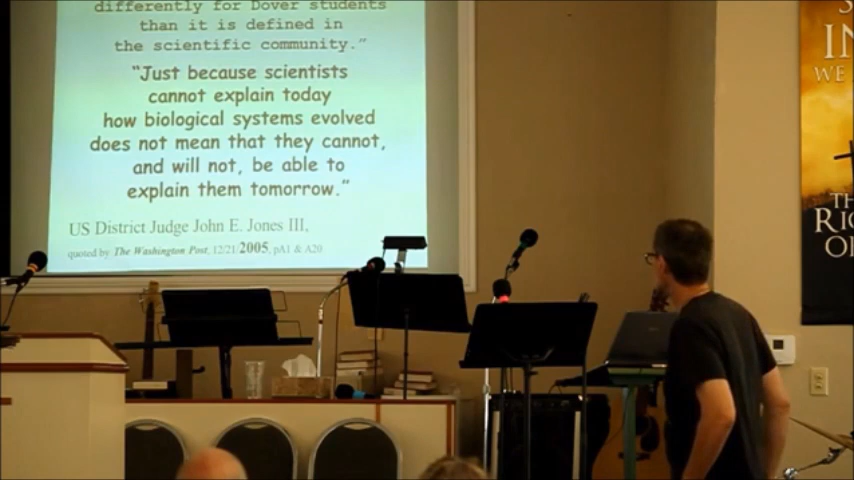 differently for Dover students
than it is defined in
the scientific community."
"Just because scientists
cannot explain today
how biological systems evolved
does not mean that they cannot,
and will not, be able to
explain them tomorrow."
US District Judge John E. Jones III,
quoted by The Washington Post, 12/21/2005, pA1 & A20.
S
IN
WE
TH
RIG
O